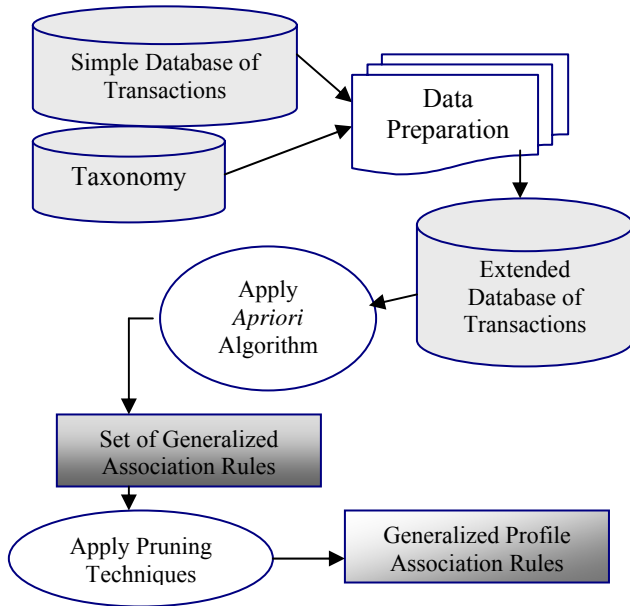 Simple Database of
Transactions
Data
Preparation
Taxonomy
Extended
Database of
Transactions
Apply
Apriori
Algorithm
Set of Generalized
Association Rules
Apply Pruning
Techniques
Generalized Profile
Association Rules